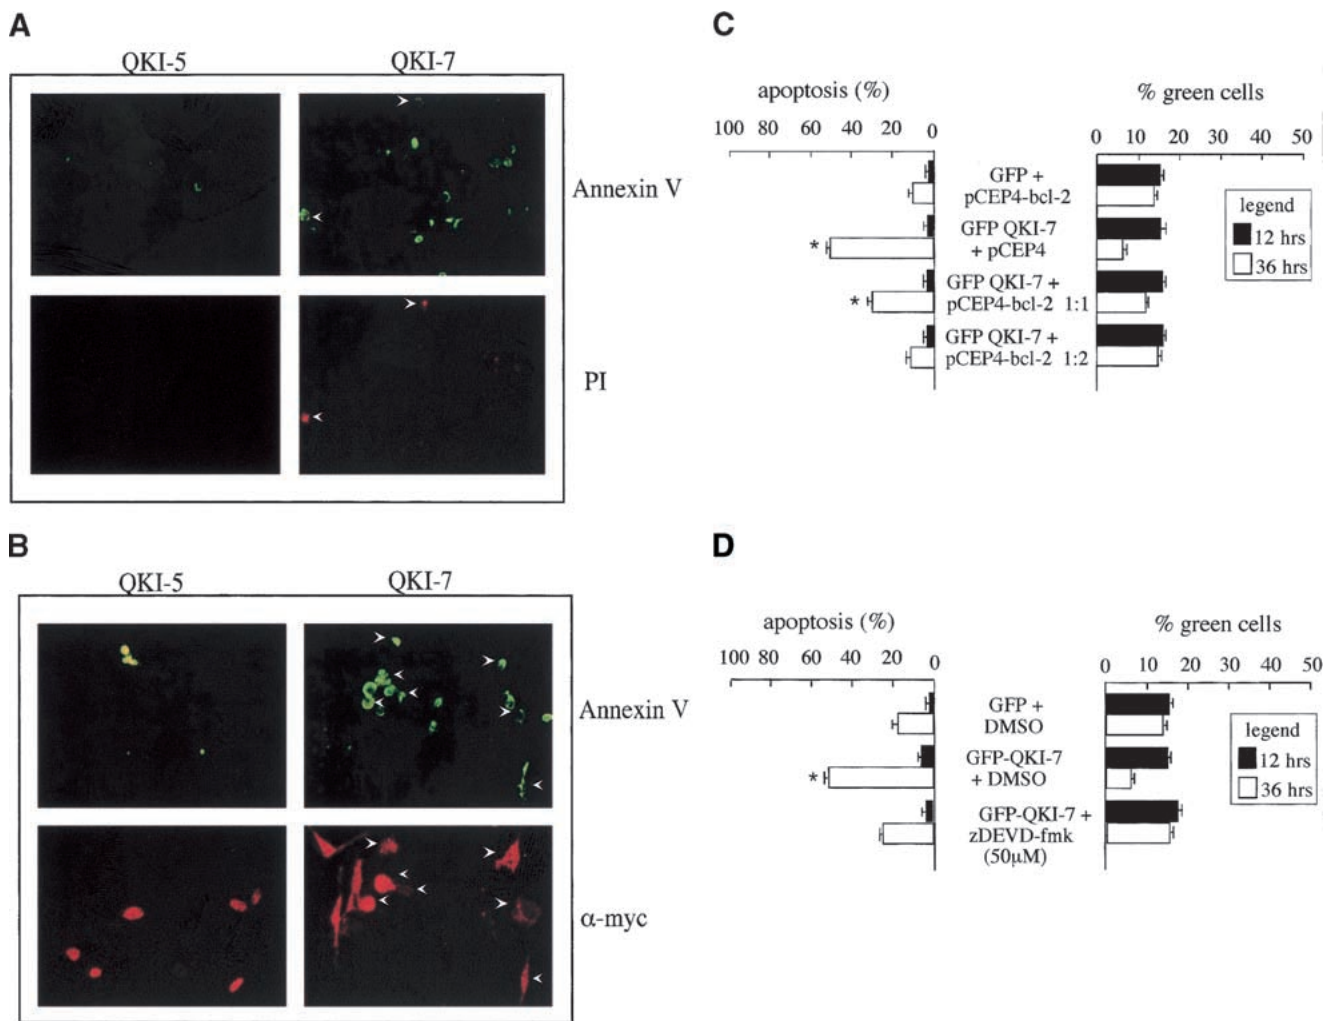 A
QKI-5 QKI-7
Annexin V
PI
B
QKI-5 QKI-7
Annexin V
α-myc
C
apoptosis (%) % green cells
100 80 60 40 20 0 0 10 20 30 40 50
GFP +
pCEP4-bcl-2
GFP QKI-7
+ pCEP4
*
GFP QKI-7 +
pCEP4-bcl-2 1:1
*
GFP QKI-7 +
pCEP4-bcl-2 1:2
legend
12 hrs
36 hrs
D
apoptosis (%) % green cells
100 80 60 40 20 0 0 10 20 30 40 50
GFP +
DMSO
GFP-QKI-7
+ DMSO
*
GFP-QKI-7 +
zDEVD-fmk
(50µM)
legend
12 hrs
36 hrs